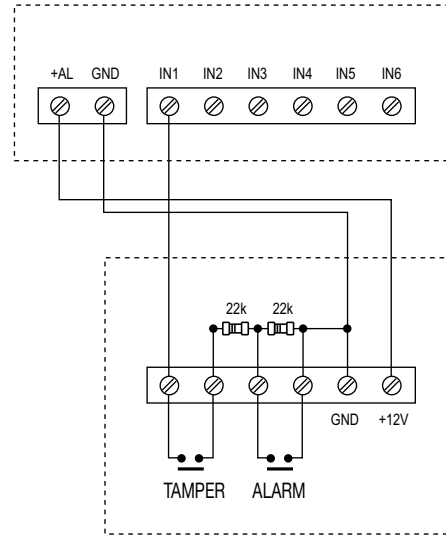 +AL GND IN1 IN2 IN3 IN4 IN5 IN6
22k 22k
GND +12V
TAMPER ALARM